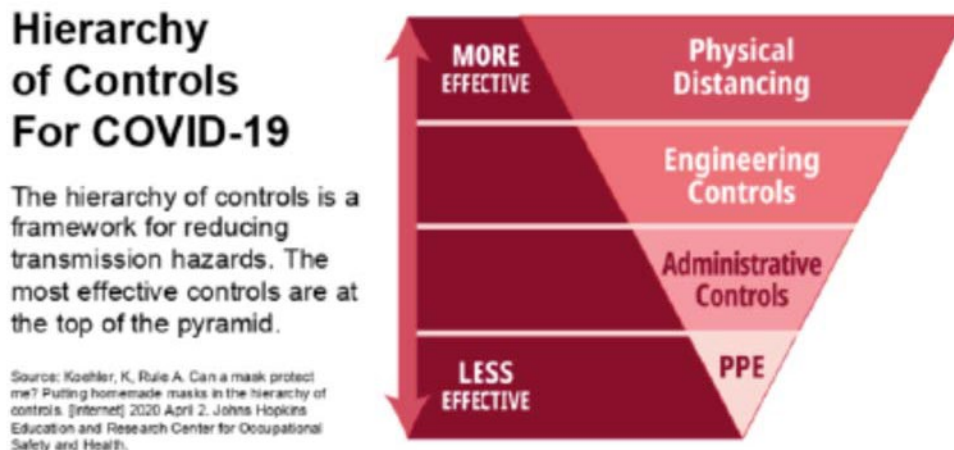 Hierarchy
of Controls
For COVID-19
The hierarchy of controls is a
framework for reducing
transmission hazards. The
most effective controls are at
the top of the pyramid.
Source: Koehler, K, Rule A. Can a mask protect
me? Putting homemade masks in the hierarchy of
controls. [Internet] 2020 April 2. Johns Hopkins
Education and Research Center for Occupational
Safety and Health.
MORE
EFFECTIVE
Physical
Distancing
Engineering
Controls
Administrative
Controls
LESS
EFFECTIVE
PPE